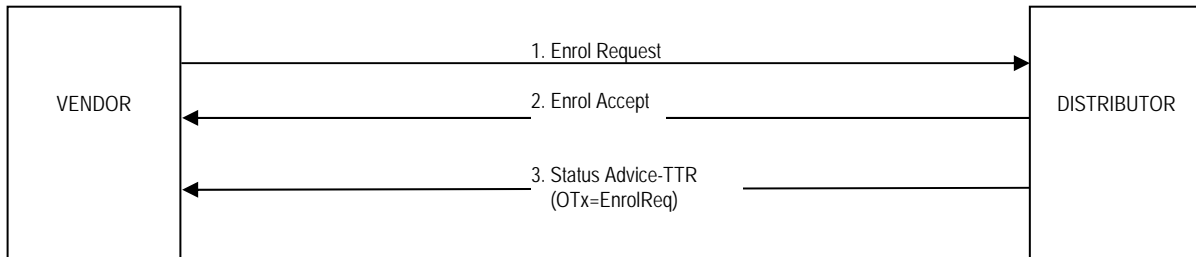 1. Enrol Request
VENDOR
2. Enrol Accept
DISTRIBUTOR
3. Status Advice-TTR
(OTx=EnrolReq)